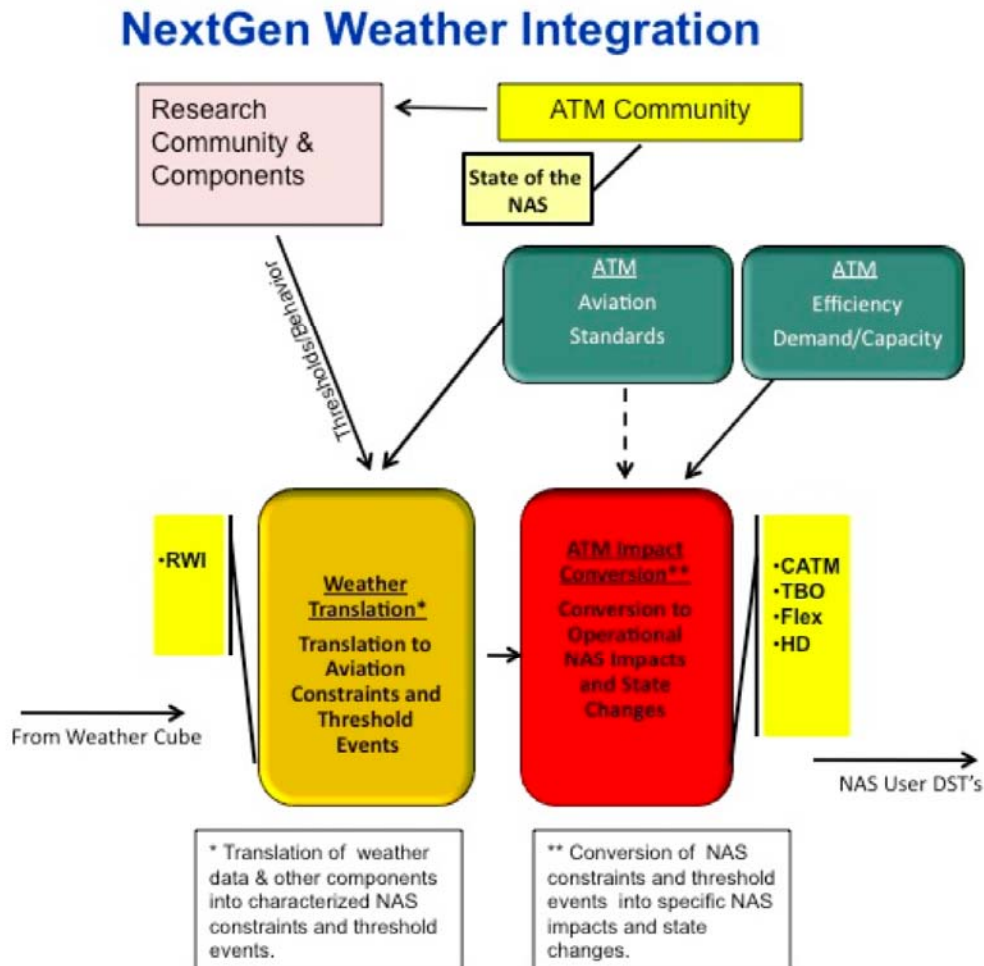 NextGen Weather Integration
Research
Community &
Components
ATM Community
State of the
NAS
Thresholds/Behavior
ATM
Aviation
Standards
ATM
Efficiency
Demand/Capacity
•RWI
Weather
Translation*
Translation to
Aviation
Constraints and
Threshold
Events
ATM Impact
Conversion**
Conversion to
Operational
NAS Impacts
and State
Changes
•CATM
•TBO
•Flex
•HD
From Weather Cube
NAS User DST's
* Translation of weather
data & other components
into characterized NAS
constraints and threshold
events.
** Conversion of NAS
constraints and threshold
events into specific NAS
impacts and state
changes.